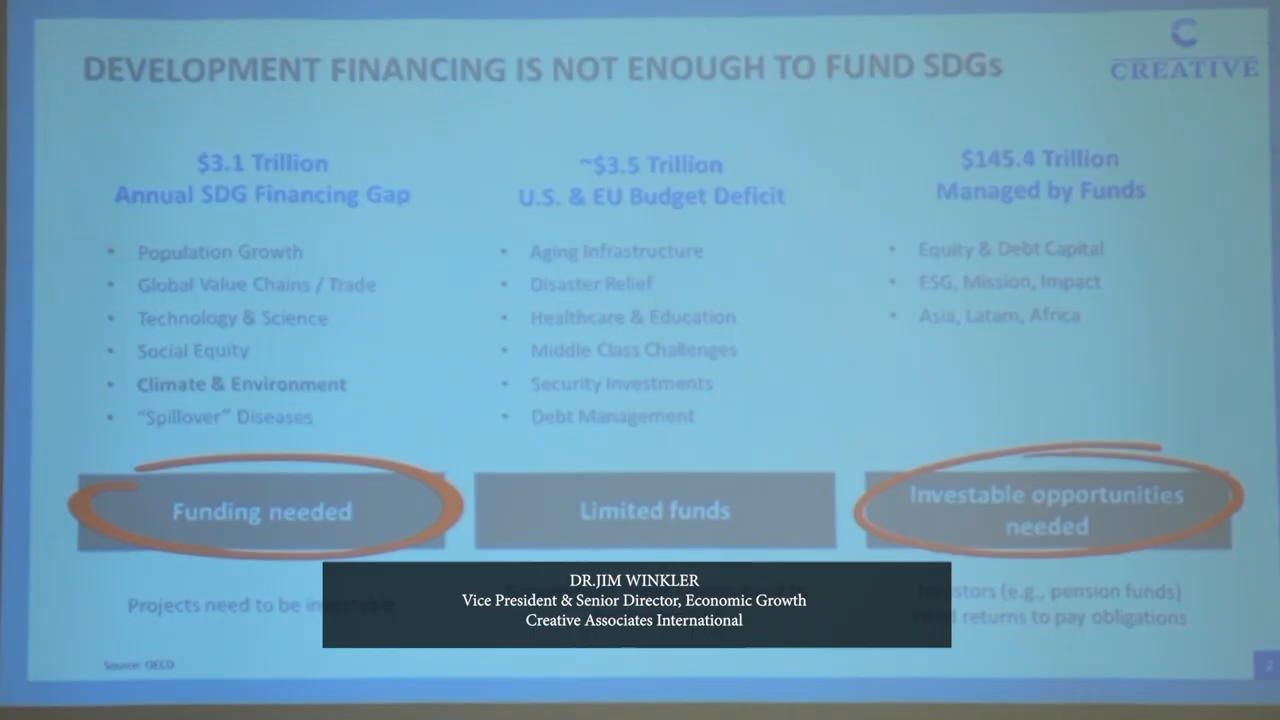 DEVELOPMENT FINANCING IS NOT ENOUGH TO FUND SDGs
C
CREATIVE
$3.1 Trillion
Annual SDG Financing Gap
• Population Growth
• Global Value Chains / Trade
• Technology & Science
• Social Equity
• Climate & Environment
• "Spillover" Diseases
Funding needed
Projects need to be investable
~$3.5 Trillion
U.S. & EU Budget Deficit
• Aging Infrastructure
• Disaster Relief
• Healthcare & Education
• Middle Class Challenges
• Security Investments
• Debt Management
Limited funds
$145.4 Trillion
Managed by Funds
• Equity & Debt Capital
• ESG, Mission, Impact
• Asia, Latam, Africa
Investable opportunities
needed
Investors (e.g., pension funds)
need returns to pay obligations
DR.JIM WINKLER
Vice President & Senior Director, Economic Growth
Creative Associates International
Source: OECD
2